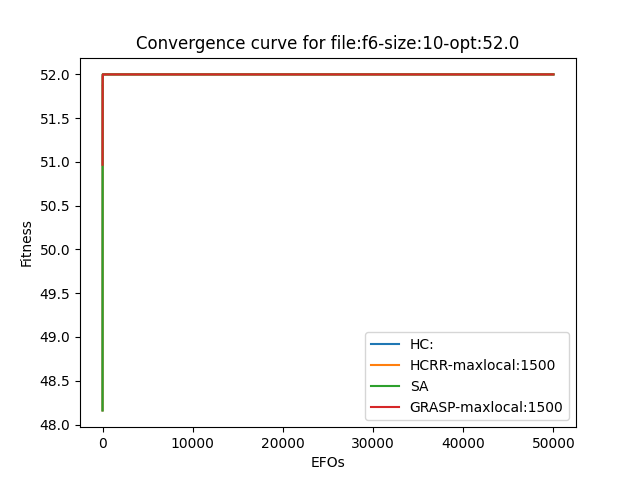 Convergence curve for file:f6-size:10-opt:52.0
52.0
51.5
51.0
50.5
50.0
49.5
49.0
48.5
48.0
Fitness
HC:
HCRR-maxlocal:1500
SA
GRASP-maxlocal:1500
0 10000 20000 30000 40000 50000
EFOs